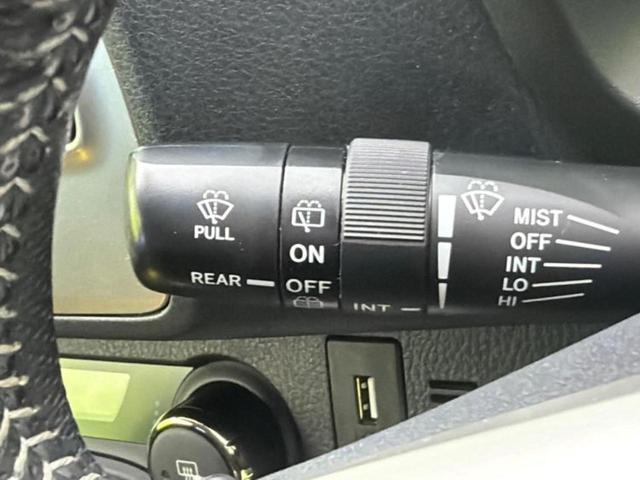 PULL
REAR
ON
OFF
INT
MIST
OFF
INT
LO
HI